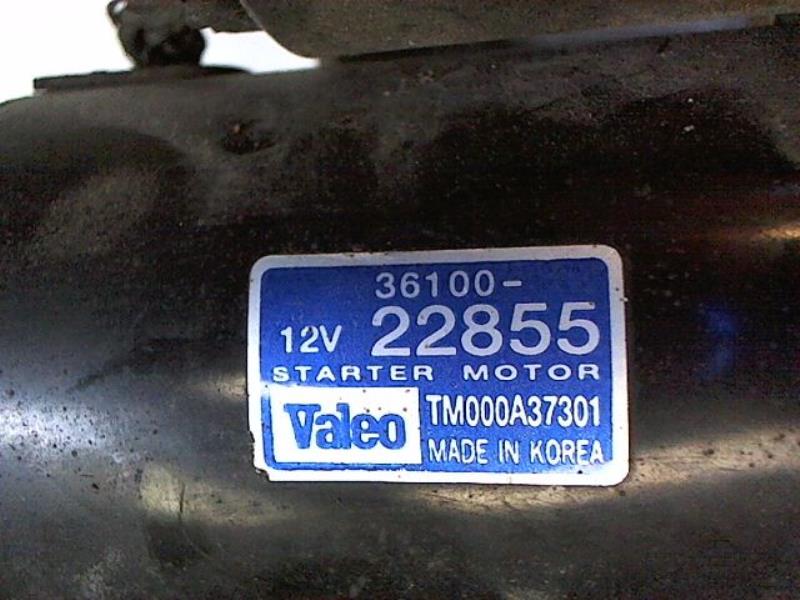 36100-
12V 22855
STARTER MOTOR
Valeo TM000A37301
MADE IN KOREA